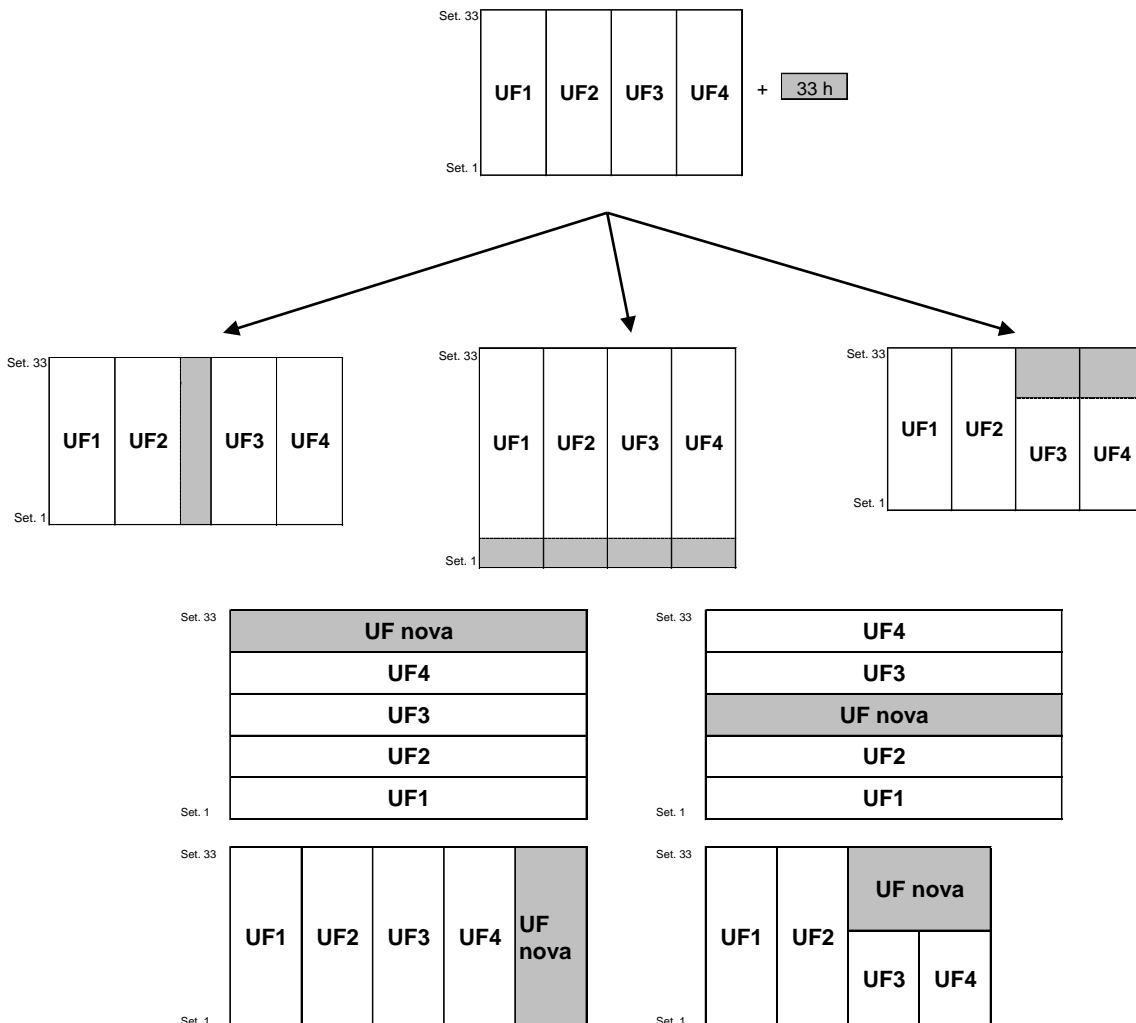 Set. 33
UF1 UF2 UF3 UF4 + 33 h
Set. 1
Set. 33
UF1 UF2 UF3 UF4
Set. 1
Set. 33
UF1 UF2 UF3 UF4
Set. 1
Set. 33
UF1 UF2
UF3 UF4
Set. 1
Set. 33
UF nova
UF4
UF3
UF2
UF1
Set. 1
Set. 33
UF4
UF3
UF nova
UF2
UF1
Set. 1
Set. 33
UF1 UF2 UF3 UF4 UF
nova
Set. 1
Set. 33
UF nova
UF1 UF2
UF3 UF4
Set. 1